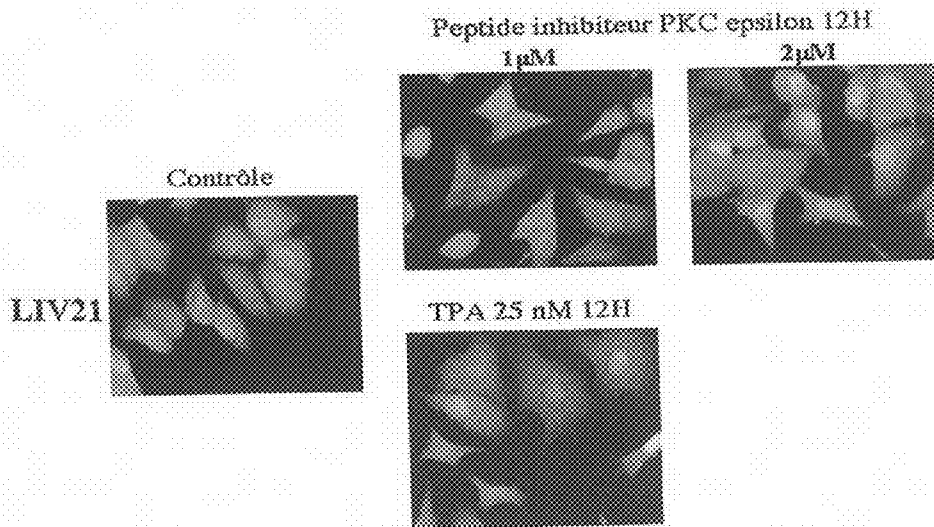 Peptide inhibiteur PKC epsilon 12H
1µM 2µM
Contrôle
LIV21
TPA 25 nM 12H